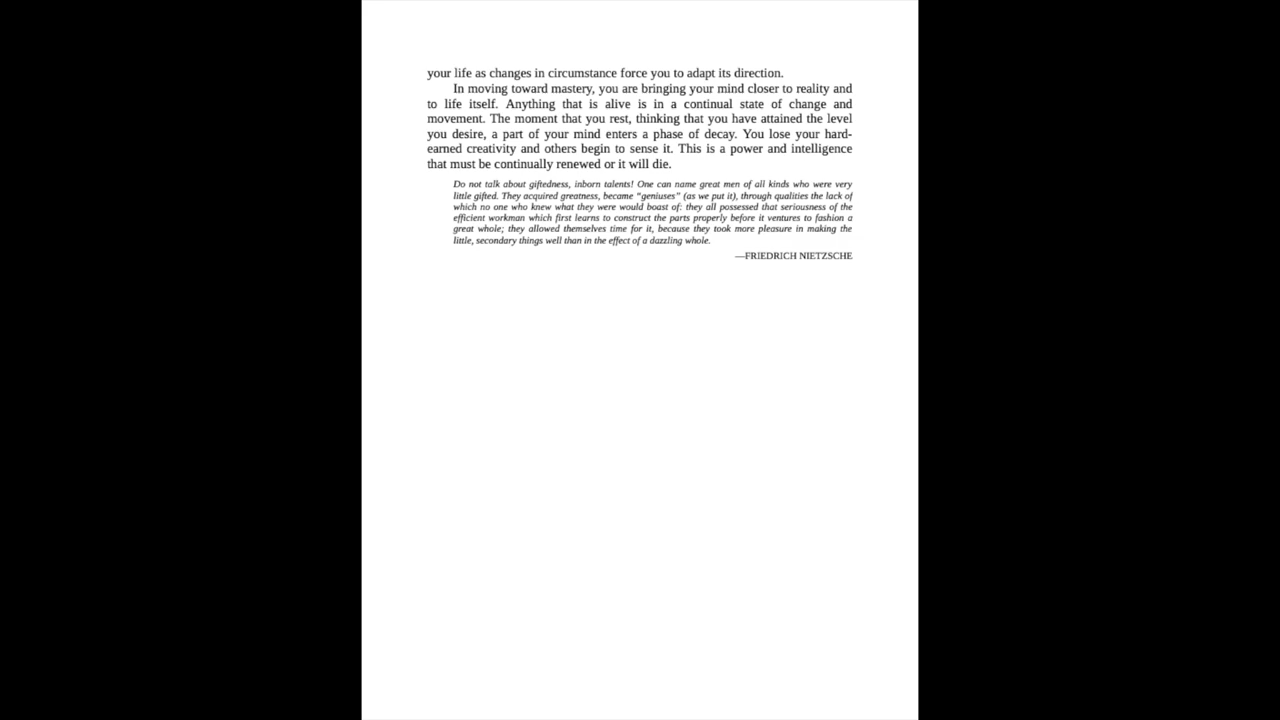 your life as changes in circumstance force you to adapt its direction.
In moving toward mastery, you are bringing your mind closer to reality and
to life itself. Anything that is alive is in a continual state of change and
movement. The moment that you rest, thinking that you have attained the level
you desire, a part of your mind enters a phase of decay. You lose your hard-
earned creativity and others begin to sense it. This is a power and intelligence
that must be continually renewed or it will die.
Do not talk about giftedness, inborn talents! One can name great men of all kinds who were very
little gifted. They acquired greatness, became “geniuses” (as we put it), through qualities the lack of
which no one who knew what they were would boast of: they all possessed that seriousness of the
efficient workman which first learns to construct the parts properly before it ventures to fashion a
great whole; they allowed themselves time for it, because they took more pleasure in making the
little, secondary things well than in the effect of a dazzling whole.
—FRIEDRICH NIETZSCHE